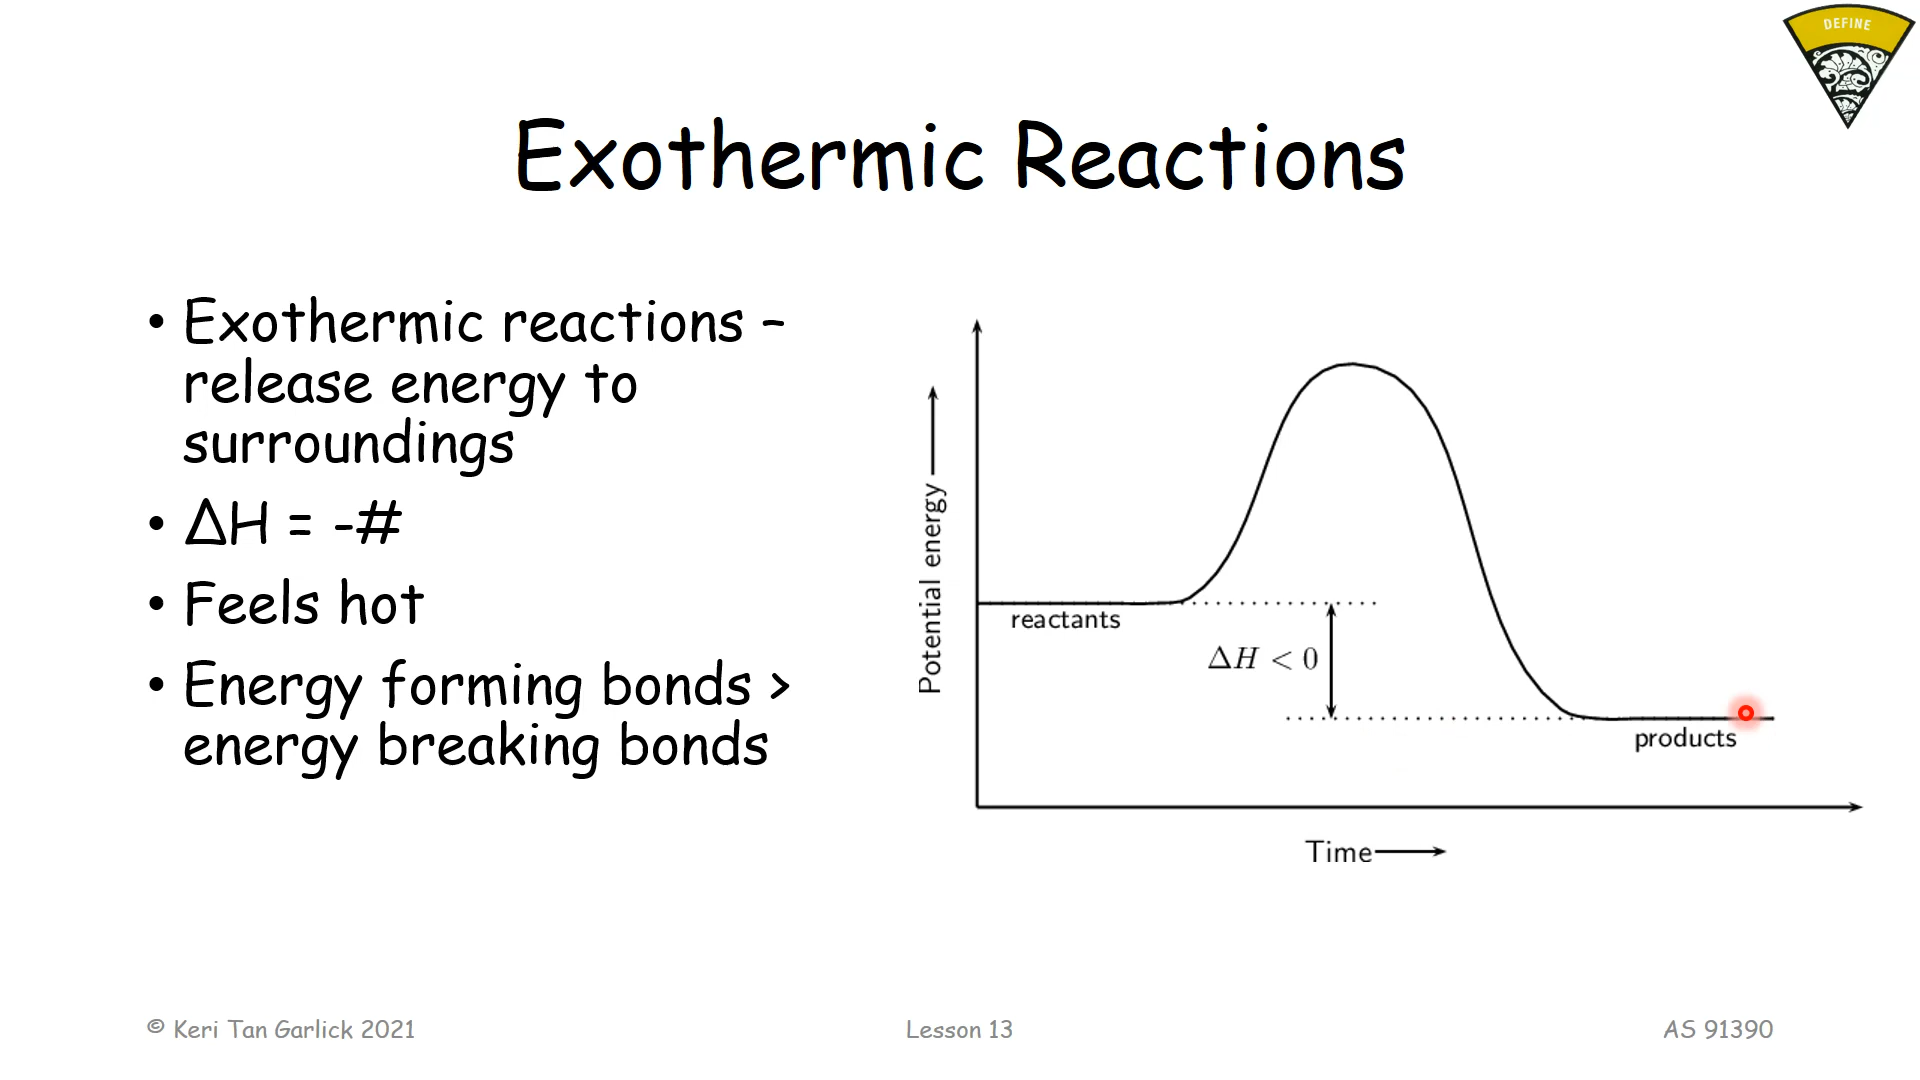 DEFINE
Exothermic Reactions
• Exothermic reactions –
release energy to
surroundings
• ΔH = -#
• Feels hot
• Energy forming bonds >
energy breaking bonds
Potential energy
reactants
ΔH < 0
products
Time
© Keri Tan Garlick 2021
Lesson 13
AS 91390